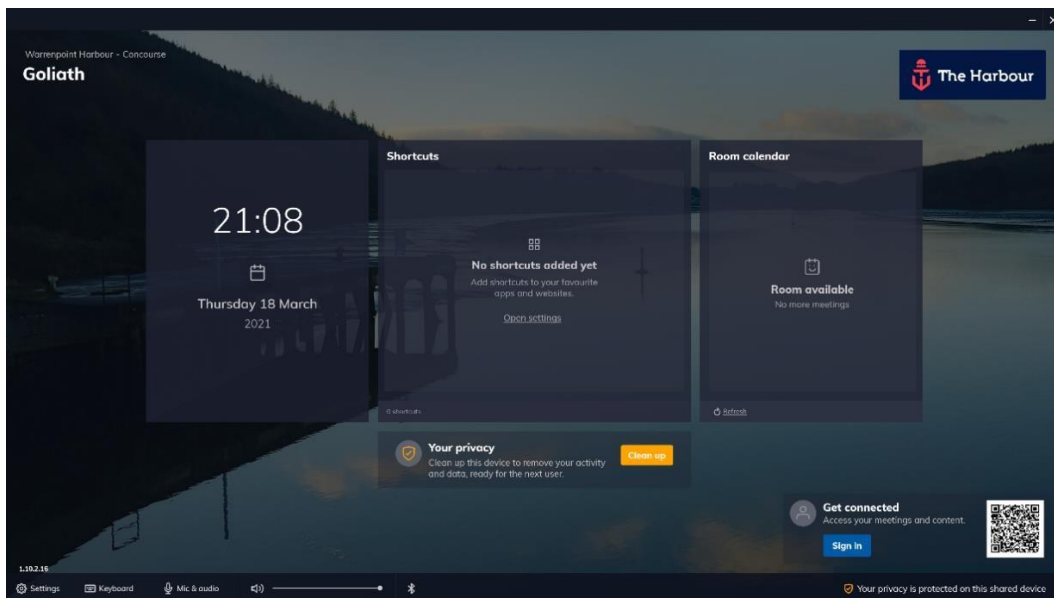 Warrenpoint Harbour - Concourse
Goliath
The Harbour
21:08
Thursday 18 March
2021
Shortcuts
No shortcuts added yet
Add shortcuts to your favourite
apps and websites.
Open settings
0 shortcuts
Room calendar
Room available
No more meetings
Refresh
Your privacy
Clean up this device to remove your activity
and data, ready for the next user.
Clean up
Get connected
Access your meetings and content.
Sign in
1.10.2.16
Settings
Keyboard
Mic & audio
Your privacy is protected on this shared device